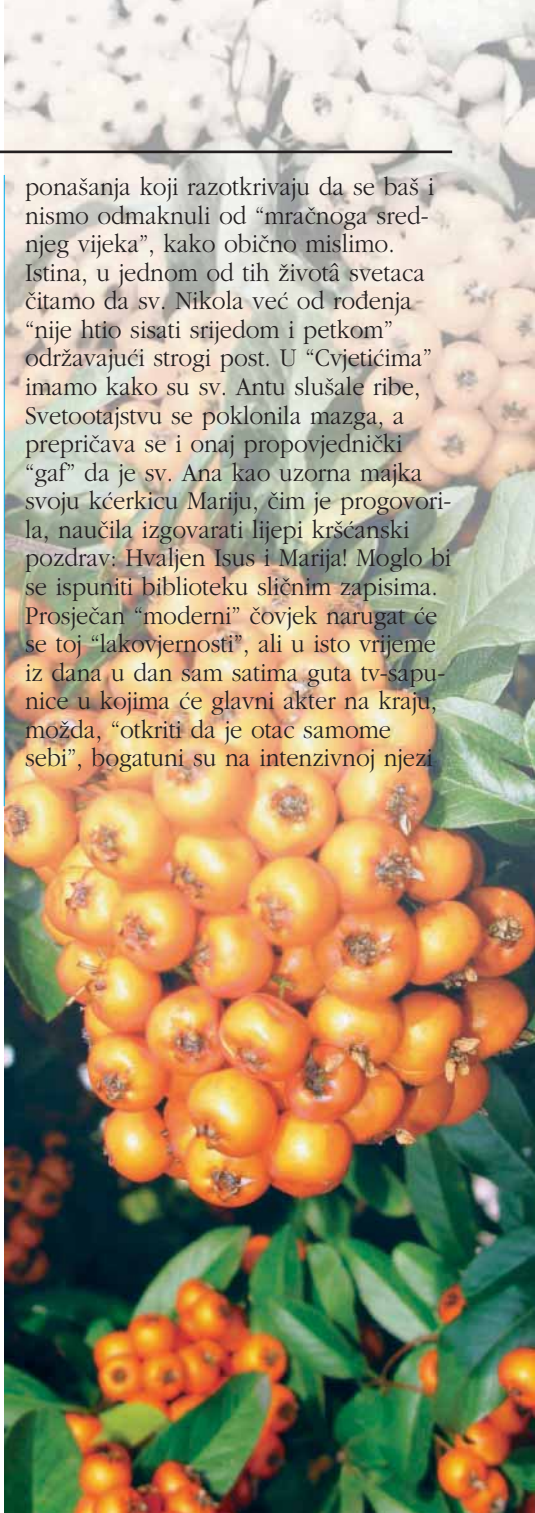 ponašanja koji razotkrivaju da se baš i
nismo odmaknuli od “mračnoga sred-
njeg vijeka”, kako obično mislimo.
Istina, u jednom od tih životâ svetaca
čitamo da sv. Nikola već od rođenja
“nije htio sisati srijedom i petkom”
održavajući strogi post. U “Cvjetićima”
imamo kako su sv. Antu slušale ribe,
Svetootajstvu se poklonila mazga, a
prepričava se i onaj propovjednički
“gaf” da je sv. Ana kao uzorna majka
svoju kćerkicu Mariju, čim je progovori-
la, naučila izgovarati lijepi kršćanski
pozdrav: Hvaljen Isus i Marija! Moglo bi
se ispuniti biblioteku sličnim zapisima.
Prosječan “moderni” čovjek narugat će
se toj “lakovjernosti”, ali u isto vrijeme
iz dana u dan sam satima guta tv-sapu-
nice u kojima će glavni akter na kraju,
možda, “otkriti da je otac samome
sebi”, bogatuni su na intenzivnoj njezi